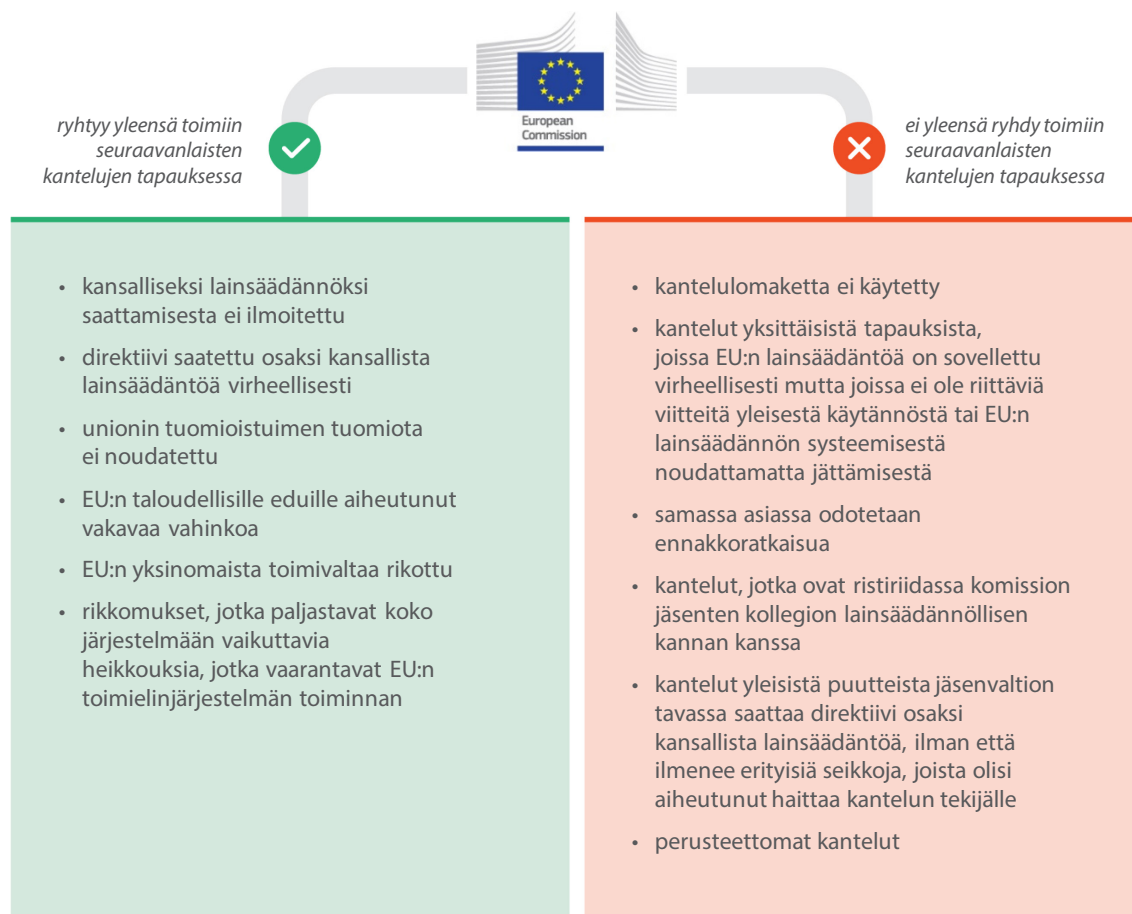 European
Commission
ryhtyy yleensä toimiin
seuraavanlaisten
kantelujen tapauksessa
ei yleensä ryhdy toimiin
seuraavanlaisten
kantelujen tapauksessa
• kansalliseksi lainsäädännöksi
saattamisesta ei ilmoitettu
• direktiivi saatettu osaksi kansallista
lainsäädäntöä virheellisesti
• unionin tuomioistuimen tuomiota
ei noudatettu
• EU:n taloudellisille eduille aiheutunut
vakavaa vahinkoa
• EU:n yksinomaista toimivaltaa rikottu
• rikkomukset, jotka paljastavat koko
järjestelmään vaikuttavia
heikkouksia, jotka vaarantavat EU:n
toimielinjärjestelmän toiminnan
• kantelulomaketta ei käytetty
• kantelut yksittäisistä tapauksista,
joissa EU:n lainsäädäntöä on sovellettu
virheellisesti mutta joissa ei ole riittäviä
viitteitä yleisestä käytännöstä tai EU:n
lainsäädännön systeemisestä
noudattamatta jättämisestä
• samassa asiassa odotetaan
ennakkoratkaisua
• kantelut, jotka ovat ristiriidassa komission
jäsenten kollegion lainsäädännöllisen
kannan kanssa
• kantelut yleisistä puutteista jäsenvaltion
tavassa saattaa direktiivi osaksi
kansallista lainsäädäntöä, ilman että
ilmenee erityisiä seikkoja, joista olisi
aiheutunut haittaa kantelun tekijälle
• perusteettomat kantelut